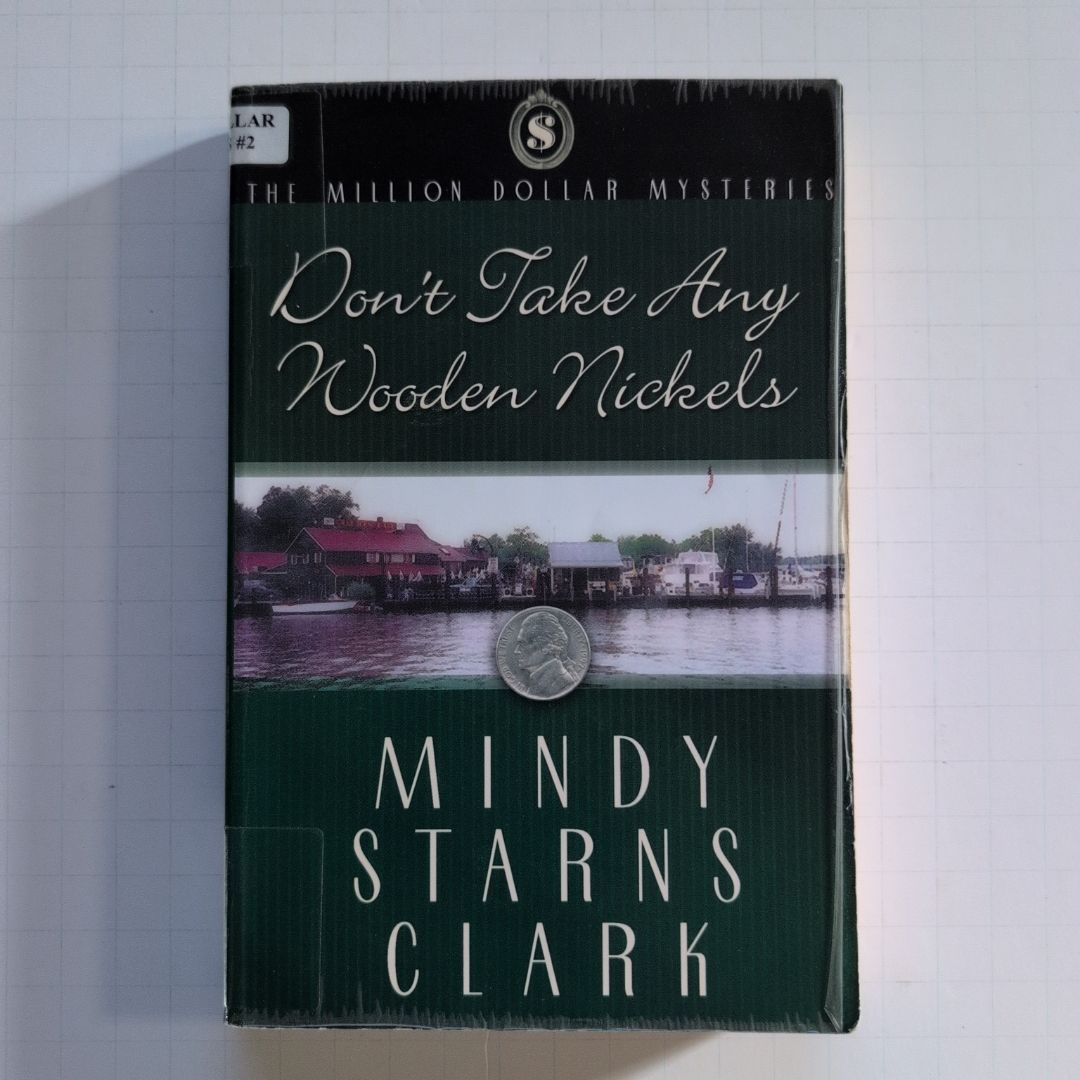 LLAR
#2
$
THE MILLION DOLLAR MYSTERIES
Don't Take Any
Wooden Nickels
MINDY
STARNS
CLARK